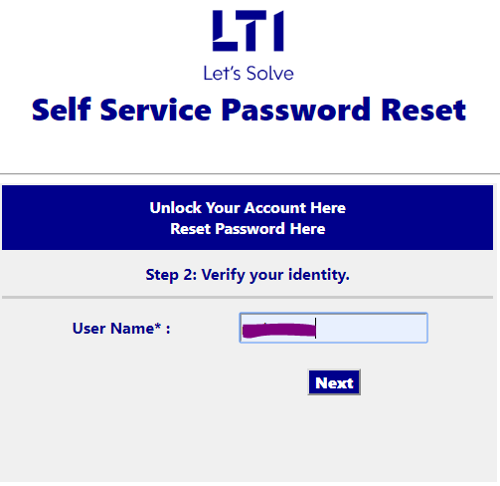 LTI
Let's Solve
Self Service Password Reset
Unlock Your Account Here
Reset Password Here
Step 2: Verify your identity.
User Name* :
Next